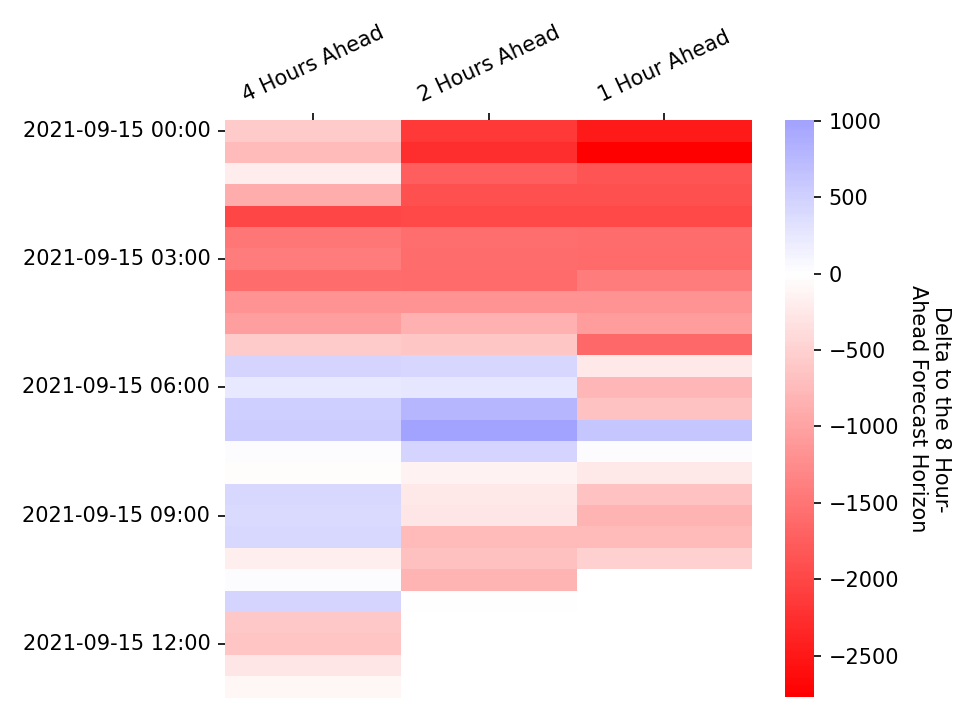 4 Hours Ahead
2 Hours Ahead
1 Hour Ahead
2021-09-15 00:00
2021-09-15 03:00
2021-09-15 06:00
2021-09-15 09:00
2021-09-15 12:00
1000
500
0
−500
−1000
−1500
−2000
−2500
Delta to the 8 Hour-
Ahead Forecast Horizon